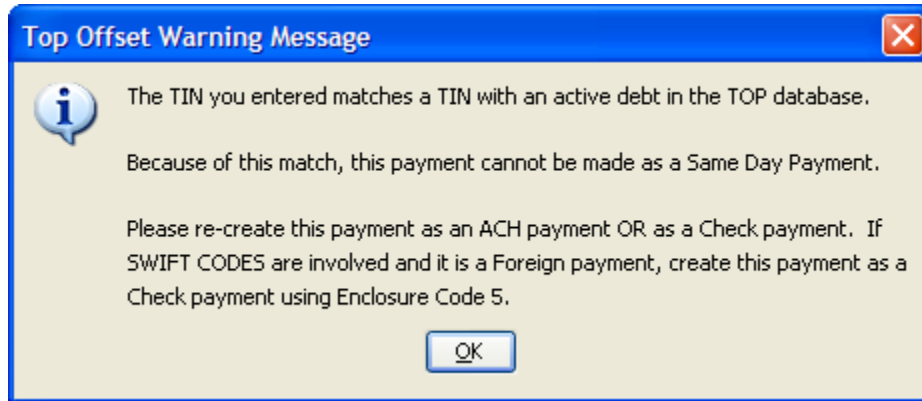 Top Offset Warning Message
The TIN you entered matches a TIN with an active debt in the TOP database.
Because of this match, this payment cannot be made as a Same Day Payment.
Please re-create this payment as an ACH payment OR as a Check payment.  If
SWIFT CODES are involved and it is a Foreign payment, create this payment as a
Check payment using Enclosure Code 5.
OK